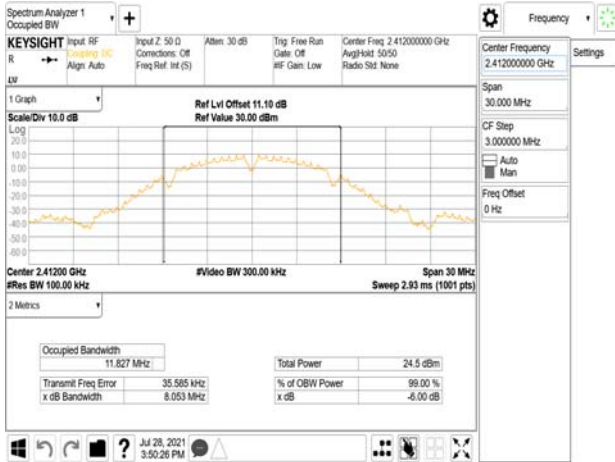 Spectrum Analyzer 1
Occupied BW
Frequency
KEYSIGHT
R
LV
Input: RF
Coupling: DC
Align: Auto
Input Z: 50 Ω
Corrections: Off
Freq Ref: Int (S)
Atten: 30 dB
Trig: Free Run
Gate: Off
#IF Gain: Low
Center Freq: 2.412000000 GHz
Avg|Hold: 50/50
Radio Std: None
Center Frequency
2.412000000 GHz
Settings
Span
30.000 MHz
CF Step
3.000000 MHz
Auto
Man
Freq Offset
0 Hz
1 Graph
Scale/Div 10.0 dB
Ref Lvl Offset 11.10 dB
Ref Value 30.00 dBm
Log
20.0
10.0
0.00
-10.0
-20.0
-30.0
-40.0
-50.0
-60.0
Center 2.41200 GHz
#Res BW 100.00 kHz
#Video BW 300.00 kHz
Span 30 MHz
Sweep 2.93 ms (1001 pts)
2 Metrics
Occupied Bandwidth
11.827 MHz
Total Power 24.5 dBm
Transmit Freq Error 35.585 kHz
% of OBW Power 99.00 %
x dB Bandwidth 8.053 MHz
x dB -6.00 dB
Jul 28, 2021
3:50:26 PM